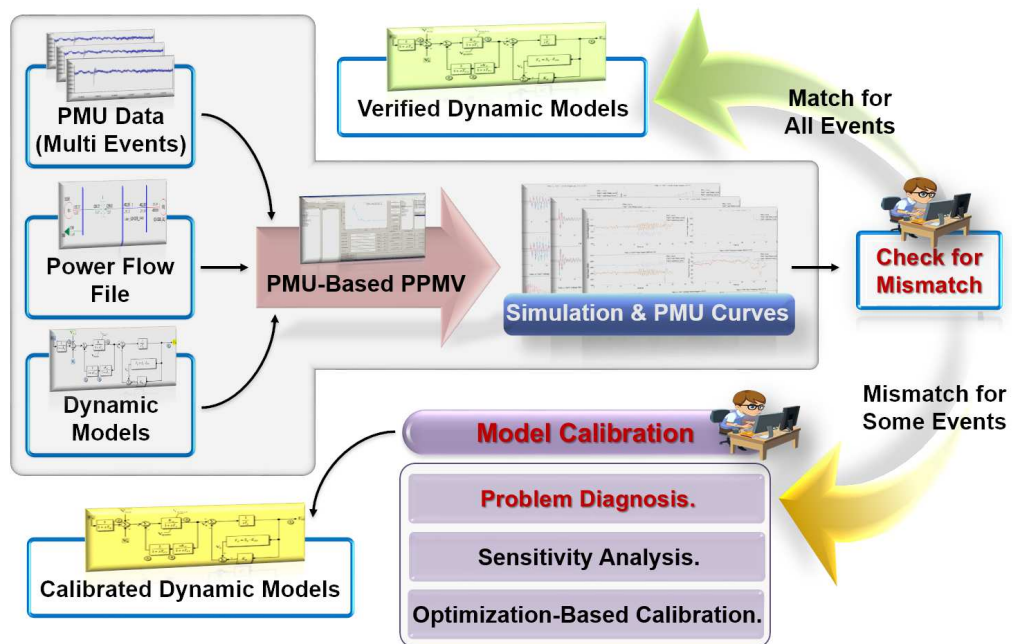 PMU Data
(Multi Events)
Power Flow
File
Dynamic
Models
PMU-Based PPMV
Simulation & PMU Curves
Verified Dynamic Models
Match for
All Events
Check for
Mismatch
Mismatch for
Some Events
Model Calibration
Problem Diagnosis.
Sensitivity Analysis.
Optimization-Based Calibration.
Calibrated Dynamic Models